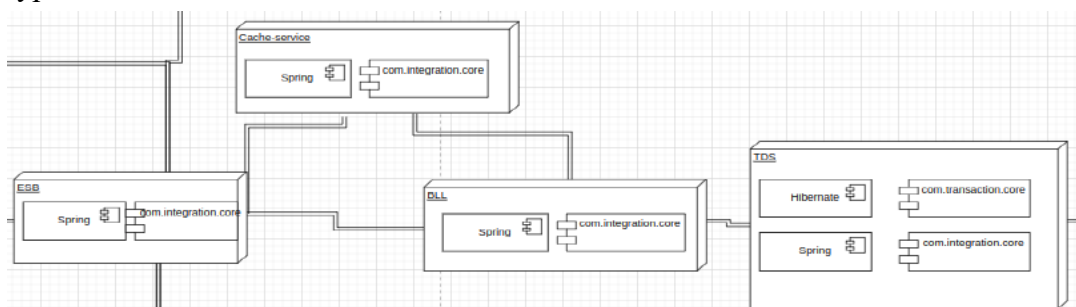 Cache-service
Spring
com.integration.core
ESB
Spring
com.integration.core
BLL
Spring
com.integration.core
TDS
Hibernate
com.transaction.core
Spring
com.integration.core